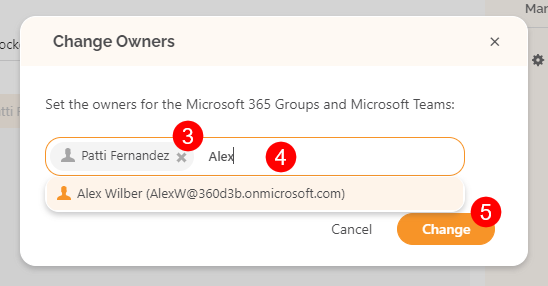 Mar
Change Owners
ocke
Set the owners for the Microsoft 365 Groups and Microsoft Teams:
3
Patti Fernandez Alex 4
Alex Wilber (AlexW@360d3b.onmicrosoft.com)
5
Cancel Change